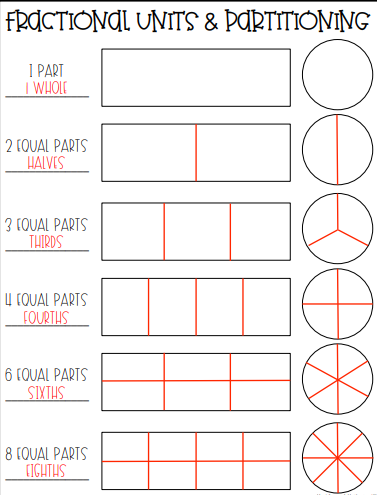 FRACTIONAL UNITS & PARTITIONING
1 PART
1 WHOLE
2 EQUAL PARTS
HALVES
3 EQUAL PARTS
THIRDS
4 EQUAL PARTS
FOURTHS
6 EQUAL PARTS
SIXTHS
8 EQUAL PARTS
EIGHTHS